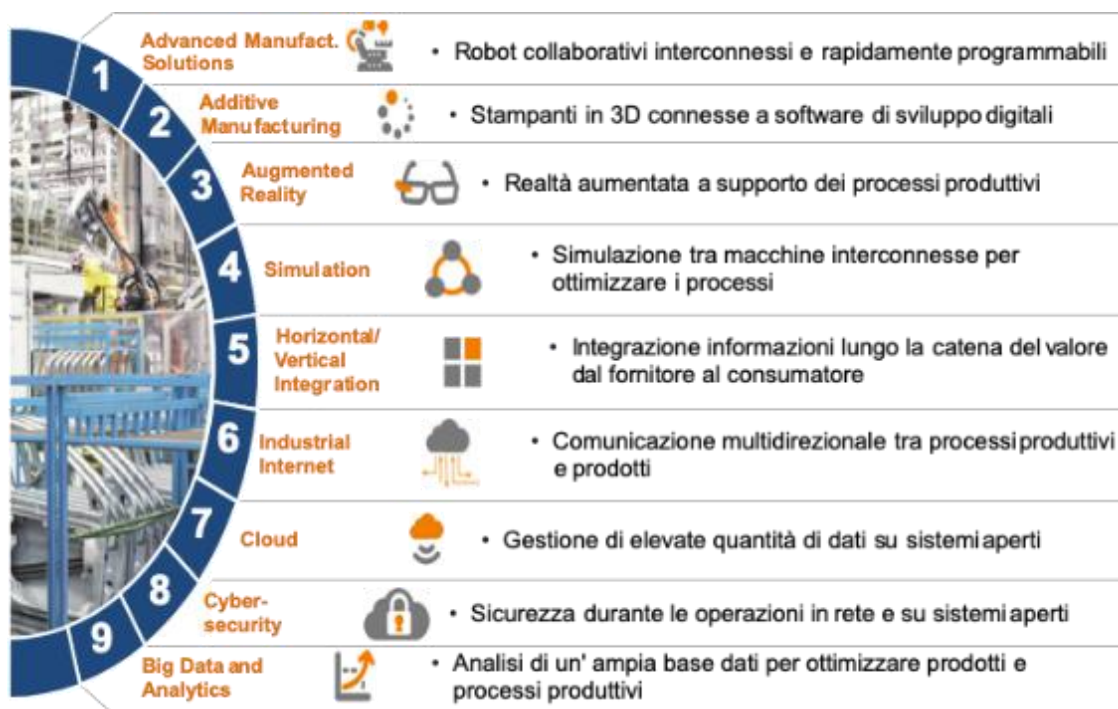 1
Advanced Manufact.
Solutions
• Robot collaborativi interconnessi e rapidamente programmabili
2
Additive
Manufacturing
• Stampanti in 3D connesse a software di sviluppo digitali
3
Augmented
Reality
• Realtà aumentata a supporto dei processi produttivi
4
Simulation
• Simulazione tra macchine interconnesse per
ottimizzare i processi
5
Horizontal/
Vertical
Integration
• Integrazione informazioni lungo la catena del valore
dal fornitore al consumatore
6
Industrial
Internet
• Comunicazione multidirezionale tra processi produttivi
e prodotti
7
Cloud
• Gestione di elevate quantità di dati su sistemi aperti
8
Cyber-
security
• Sicurezza durante le operazioni in rete e su sistemi aperti
9
Big Data and
Analytics
• Analisi di un' ampia base dati per ottimizzare prodotti e
processi produttivi